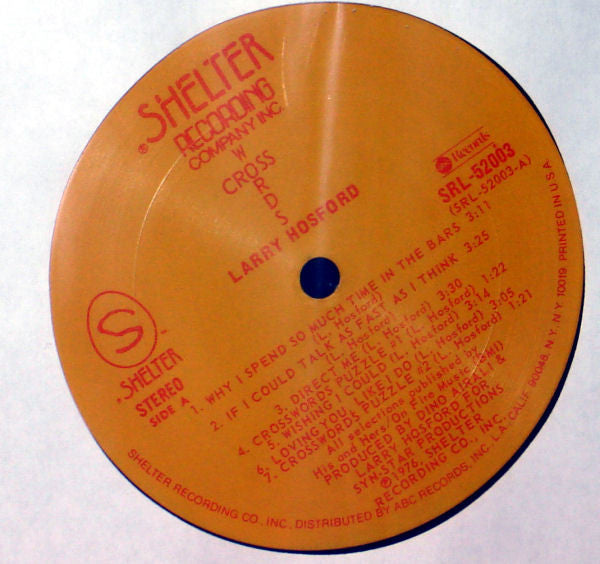 ®SHELTER
RECORDING
COMPANY INC.
CROSS
WORDS
LARRY HOSFORD
abc Records
SRL-52003
(SRL-52003-A)
S
SHELTER
STEREO
SIDE A
1. WHY I SPEND SO MUCH TIME IN THE BARS 3:11
(L. Hosford)
2. IF I COULD TALK AS FAST AS I THINK 3:25
(L. Hosford)
3. DIRECT ME (L. Hosford) 3:30
4. CROSSWORDS PUZZLE #1 (L. Hosford) 1:22
5. WISHING I COULD (L. Hosford) 3:14
6. LOVING YOU, LIKE I DO (L. Hosford) 3:05
7. CROSSWORDS PUZZLE #2 (L. Hosford) 1:21
All selections published by
His and Hers/On Fire Music (BMI)
PRODUCED BY DINO AIRALI &
LARRY HOSFORD FOR
SYN-STAR PRODUCTIONS
℗1976, SHELTER
RECORDING CO., INC.
SHELTER RECORDING CO., INC. DISTRIBUTED BY ABC RECORDS, INC., L.A., CALIF. 90048, N.Y., N.Y. 10019 PRINTED IN U.S.A.